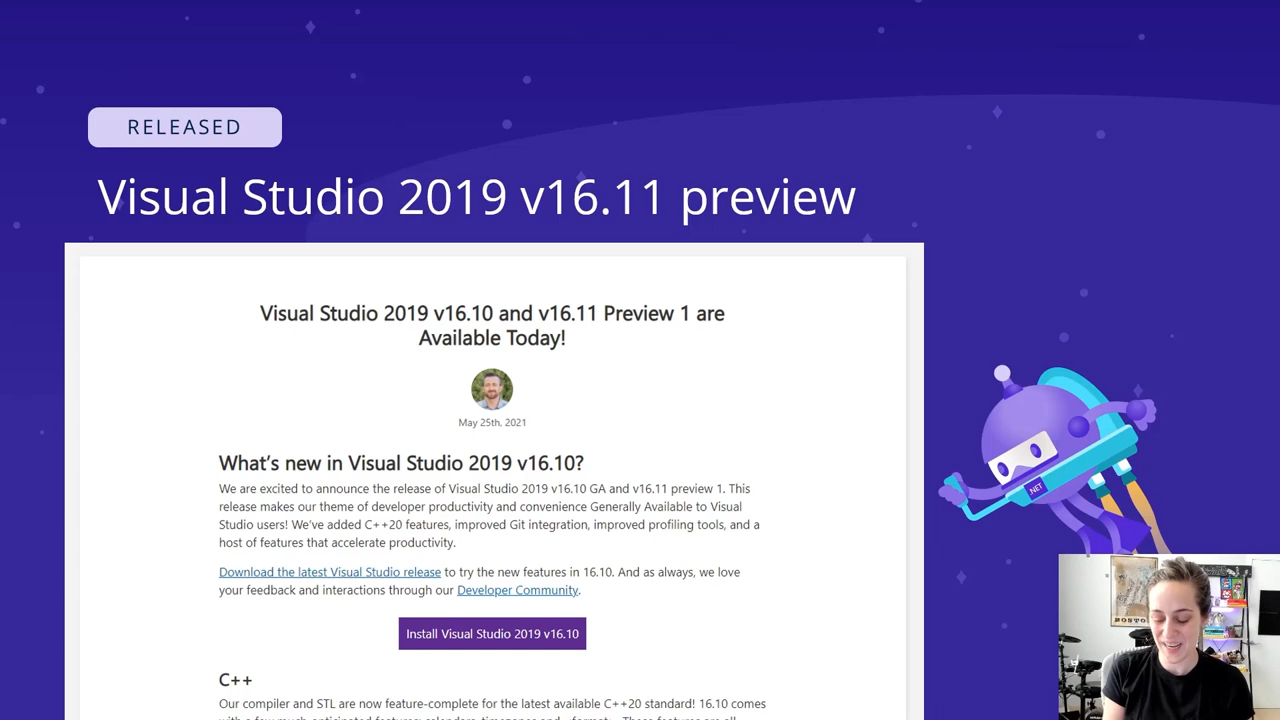 RELEASED
Visual Studio 2019 v16.11 preview
Visual Studio 2019 v16.10 and v16.11 Preview 1 are
Available Today!
May 25th, 2021
What's new in Visual Studio 2019 v16.10?
We are excited to announce the release of Visual Studio 2019 v16.10 GA and v16.11 preview 1. This
release makes our theme of developer productivity and convenience Generally Available to Visual
Studio users! We've added C++20 features, improved Git integration, improved profiling tools, and a
host of features that accelerate productivity.
Download the latest Visual Studio release to try the new features in 16.10. And as always, we love
your feedback and interactions through our Developer Community.
Install Visual Studio 2019 v16.10
C++
Our compiler and STL are now feature-complete for the latest available C++20 standard! 16.10 comes
.NET